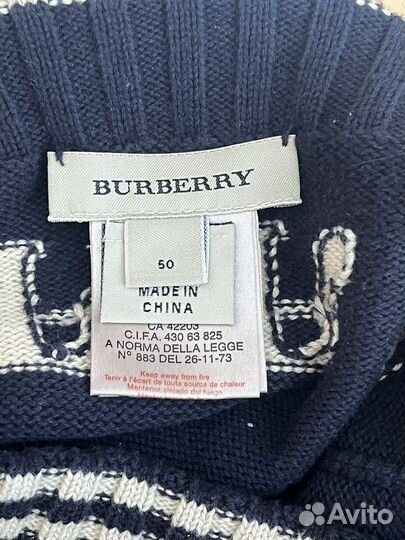 BURBERRY
50
MADE IN
CHINA
CA 42203
C.I.F.A. 430 63 825
A NORMA DELLA LEGGE
N° 883 DEL 26-11-73
Keep away from fire
Tenir à l'écart de toute source de chaleur
Mantener alejado del fuego
Avito